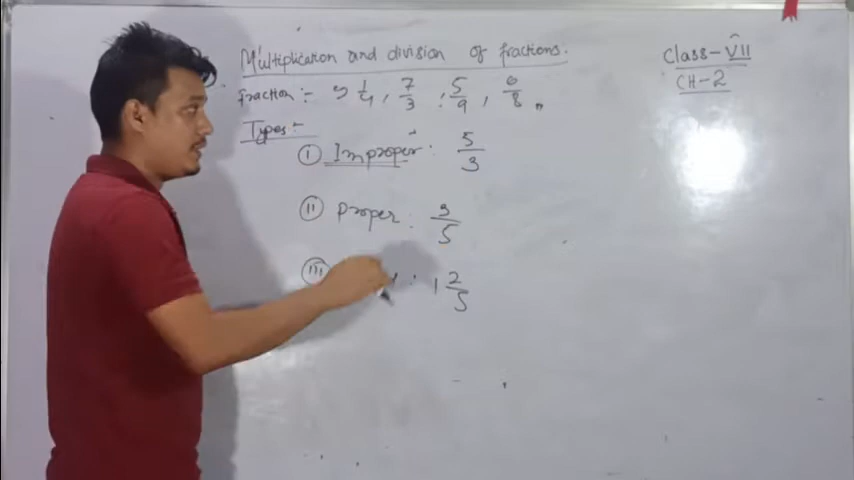 Multiplication and division of fractions.
Class-VII
CH-2
fraction :- 1/4, 7/3, 5/9, 0/8
Types :-
(i) Improper : 5/3
(ii) Proper : 3/5
(iii) : 1 2/5